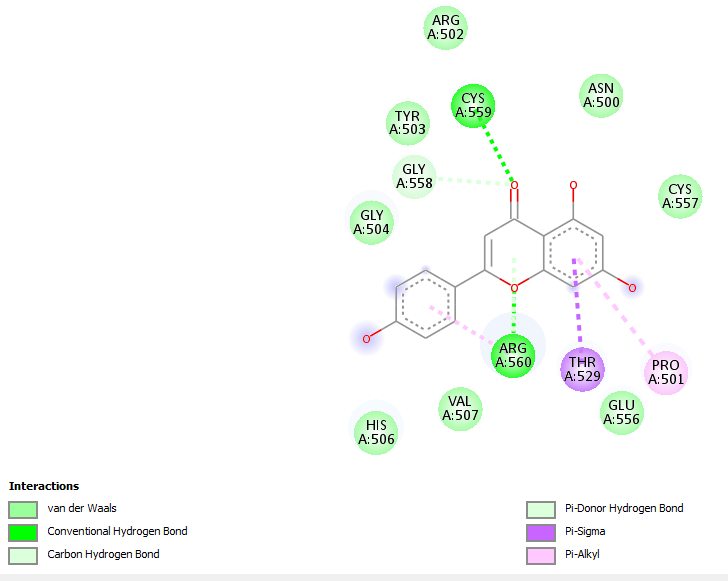 ARG
A:502
CYS
A:559
ASN
A:500
TYR
A:503
GLY
A:558
CYS
A:557
GLY
A:504
O
O
O
O
O
ARG
A:560
THR
A:529
PRO
A:501
VAL
A:507
GLU
A:556
HIS
A:506
Interactions
van der Waals
Conventional Hydrogen Bond
Carbon Hydrogen Bond
Pi-Donor Hydrogen Bond
Pi-Sigma
Pi-Alkyl